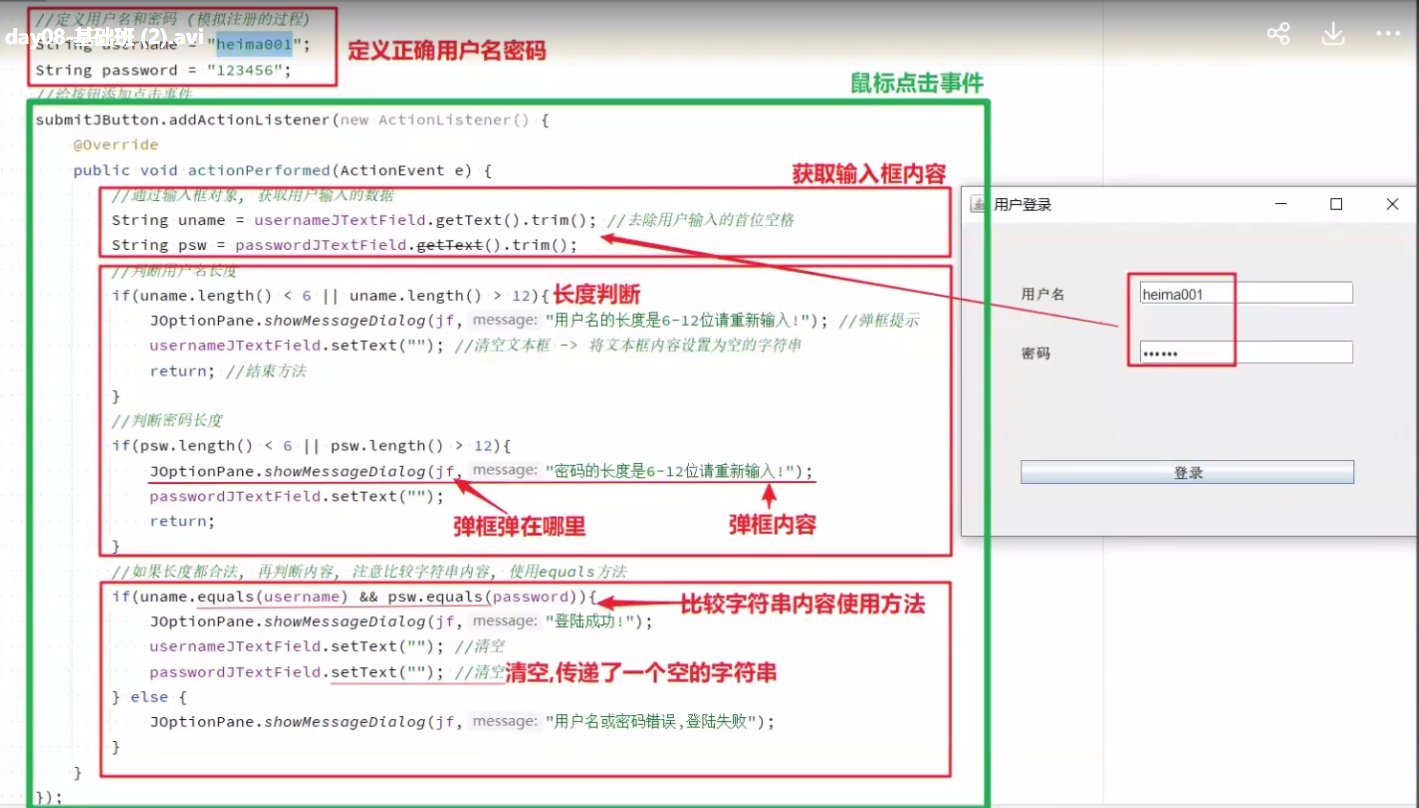 //定义用户名和密码 (模拟注册的过程)
day08-基础班 (2).avi
String username = "heima001";
定义正确用户名密码
String password = "123456";
//给按钮添加点击事件
鼠标点击事件
submitJButton.addActionListener(new ActionListener() {
@Override
public void actionPerformed(ActionEvent e) {
获取输入框内容
//通过输入框对象, 获取用户输入的数据
String uname = usernameJTextField.getText().trim(); //去除用户输入的首位空格
String psw = passwordJTextField.getText().trim();
//判断用户名长度
if(uname.length() < 6 || uname.length() > 12){ 长度判断
JOptionPane.showMessageDialog(jf, message: "用户名的长度是6-12位请重新输入!"); //弹框提示
usernameJTextField.setText(""); //清空文本框 -> 将文本框内容设置为空的字符串
return; //结束方法
}
//判断密码长度
if(psw.length() < 6 || psw.length() > 12){
JOptionPane.showMessageDialog(jf, message: "密码的长度是6-12位请重新输入!");
passwordJTextField.setText("");
return;
弹框弹在哪里
弹框内容
}
//如果长度都合法, 再判断内容, 注意比较字符串内容, 使用equals方法
if(uname.equals(username) && psw.equals(password)){
比较字符串内容使用方法
JOptionPane.showMessageDialog(jf, message: "登陆成功!");
usernameJTextField.setText(""); //清空
passwordJTextField.setText(""); //清空
清空,传递了一个空的字符串
} else {
JOptionPane.showMessageDialog(jf, message: "用户名或密码错误,登陆失败");
}
}
});
用户登录
用户名
heima001
密码
••••••
登录